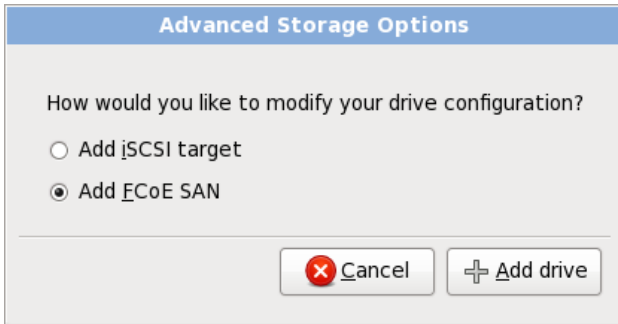 Advanced Storage Options
How would you like to modify your drive configuration?
Add iSCSI target
Add FCoE SAN
Cancel
Add drive